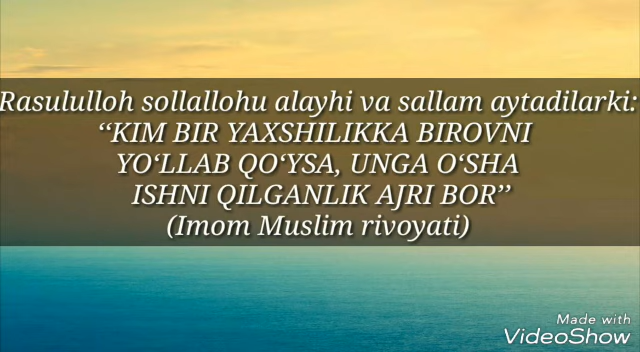 Rasululloh sollallohu alayhi va sallam aytadilarki:
‘‘KIM BIR YAXSHILIKKA BIROVNI
YO‘LLAB QO‘YSA, UNGA O‘SHA
ISHNI QILGANLIK AJRI BOR’’
(Imom Muslim rivoyati)
Made with
VideoShow